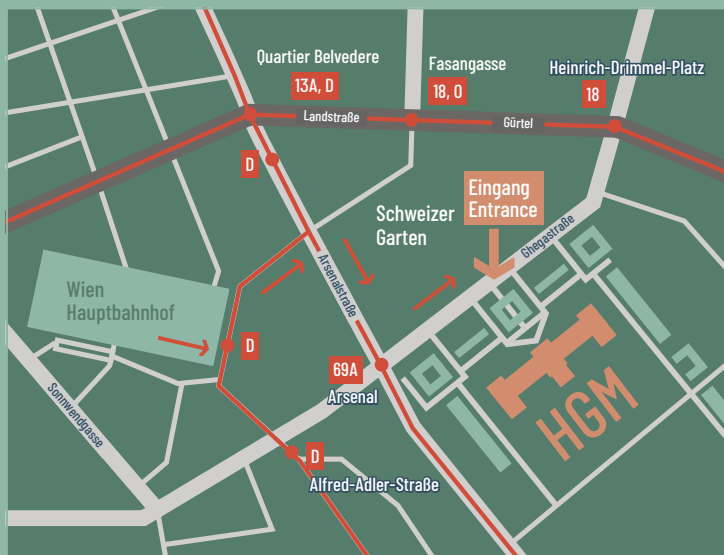 Quartier Belvedere
13A, D
Fasangasse
18, O
Heinrich-Drimmel-Platz
18
Landstraße
Gürtel
D
Eingang
Entrance
Schweizer
Garten
Ghegastraße
Arsenalstraße
Wien
Hauptbahnhof
D
69A
Arsenal
HGM
Sonnwendgasse
D
Alfred-Adler-Straße